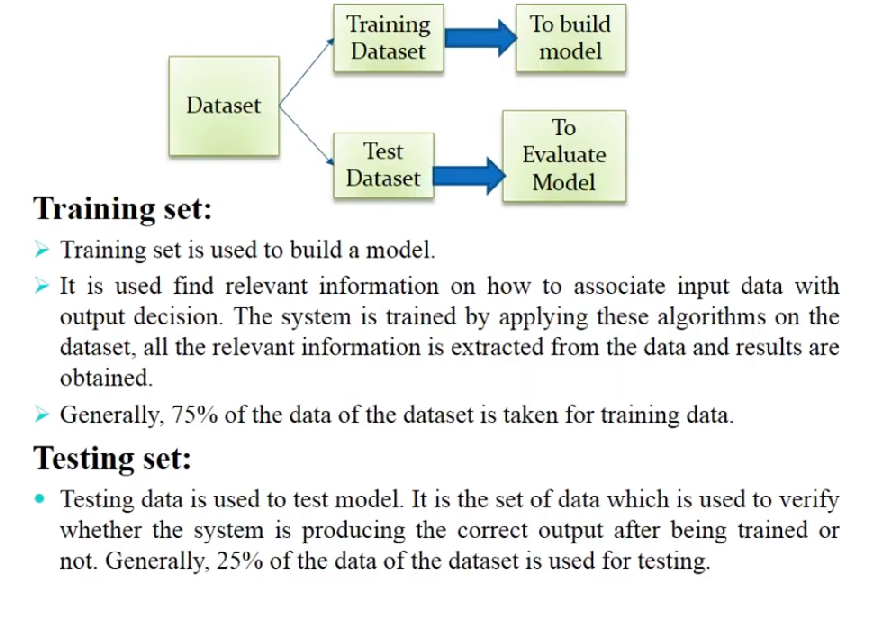 Training
Dataset
To build
model
Dataset
Test
Dataset
To
Evaluate
Model
Training set:
Training set is used to build a model.
It is used find relevant information on how to associate input data with
output decision. The system is trained by applying these algorithms on the
dataset, all the relevant information is extracted from the data and results are
obtained.
Generally, 75% of the data of the dataset is taken for training data.
Testing set:
Testing data is used to test model. It is the set of data which is used to verify
whether the system is producing the correct output after being trained or
not. Generally, 25% of the data of the dataset is used for testing.